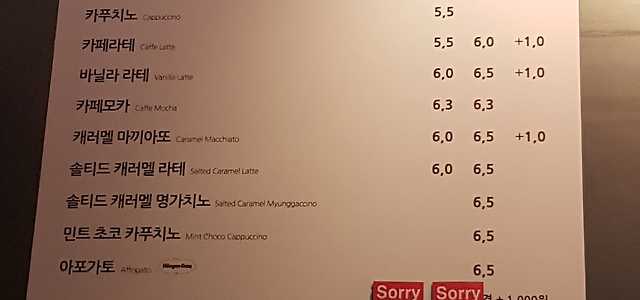 카푸치노 Cappuccino 5,5
카페라테 Caffe Latte 5,5 6,0 +1,0
바닐라 라테 Vanilla Latte 6,0 6,5 +1,0
카페모카 Caffe Mocha 6,3 6,3
캐러멜 마끼아또 Caramel Macchiato 6,0 6,5 +1,0
솔티드 캐러멜 라테 Salted Caramel Latte 6,0 6,5
솔티드 캐러멜 명가치노 Salted Caramel Myunggaccino 6,5
민트 초코 카푸치노 Mint Choco Cappuccino 6,5
아포가토 Affogato Häagen-Dazs 6,5
Sorry Sorry + 1,000원